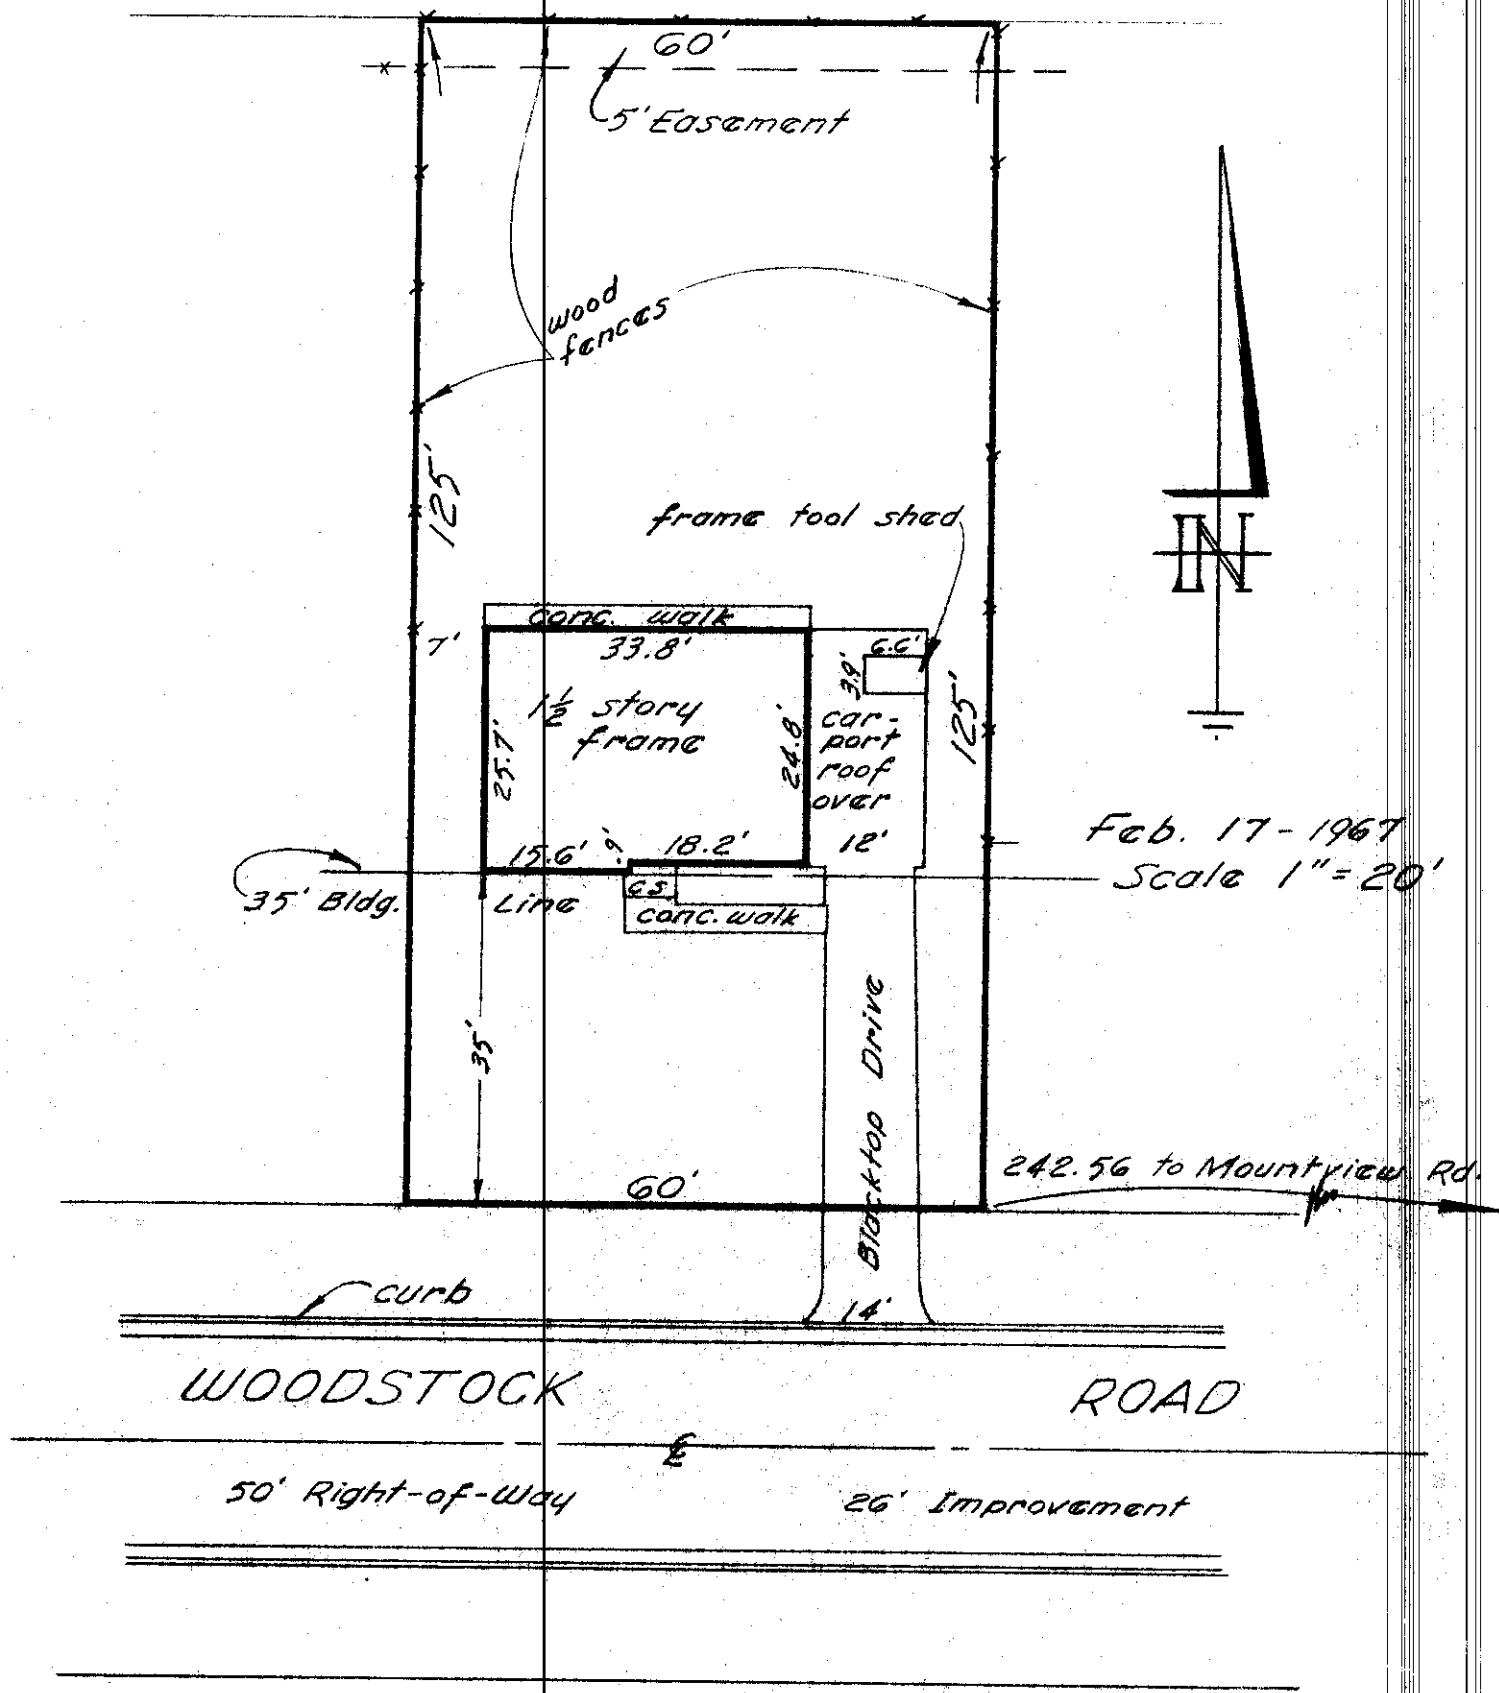 60'
5' Easement
wood
fences
125'
frame tool shed
N
conc. walk
7'
33.8'
6.6'
3.9'
1½ story
frame
car-
port
roof
over
25.7'
24.8'
125'
12'
15.6'
.9'
18.2'
Feb. 17-1967
Scale 1"=20'
35' Bldg. Line
C.S
conc. walk
35'
Blacktop Drive
60'
242.56 to Mountview Rd.
curb
14'
WOODSTOCK ROAD
℄
50' Right-of-Way
26' Improvement